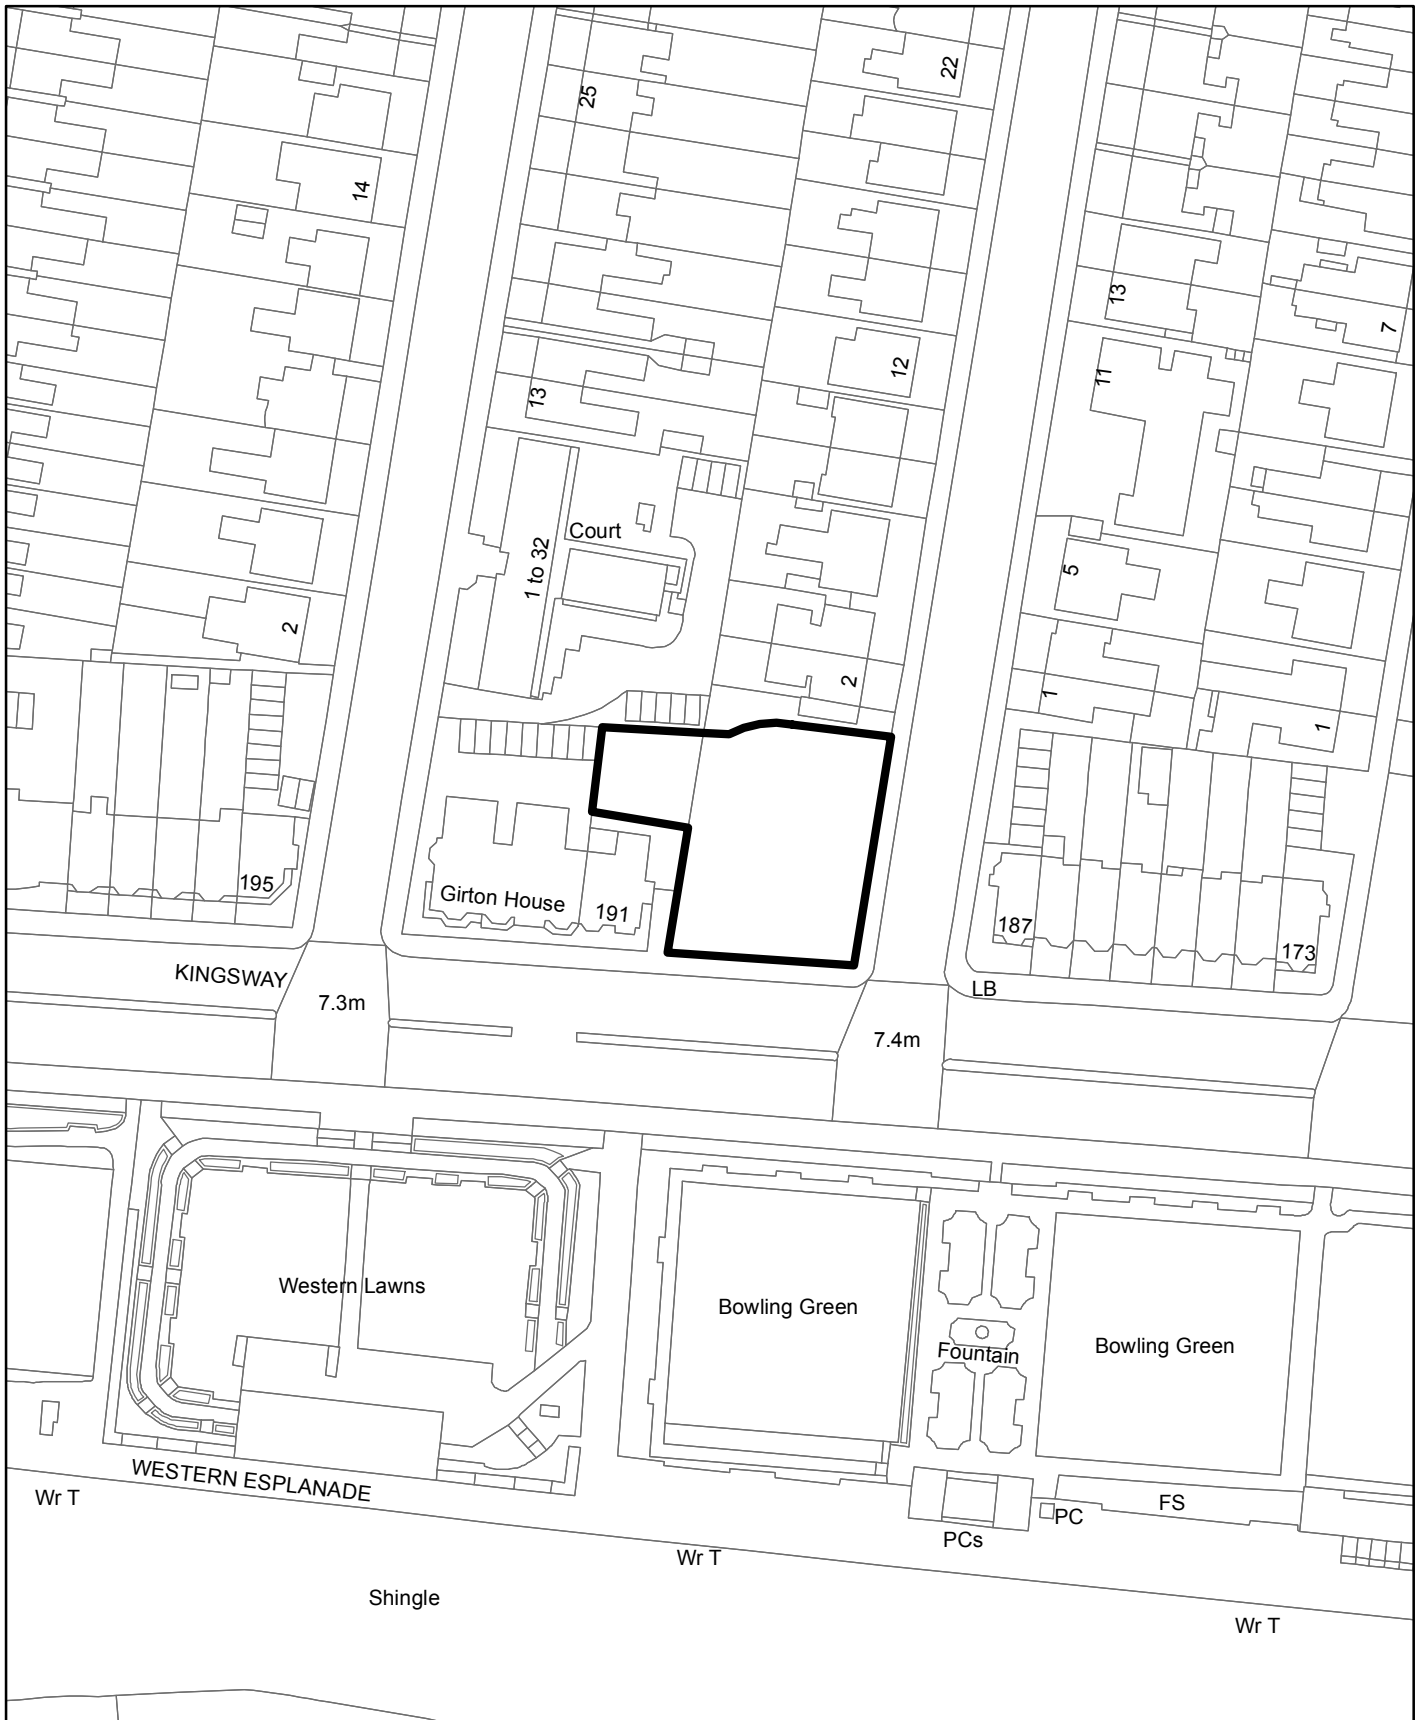 22
25
14
13
7
12
11
13
Court
1 to 32
5
2
2
1
1
195
Girton House
191
187
173
KINGSWAY
LB
7.3m
7.4m
Western Lawns
Bowling Green
Fountain
Bowling Green
WESTERN ESPLANADE
Wr T
FS
PC
PCs
Wr T
Shingle
Wr T